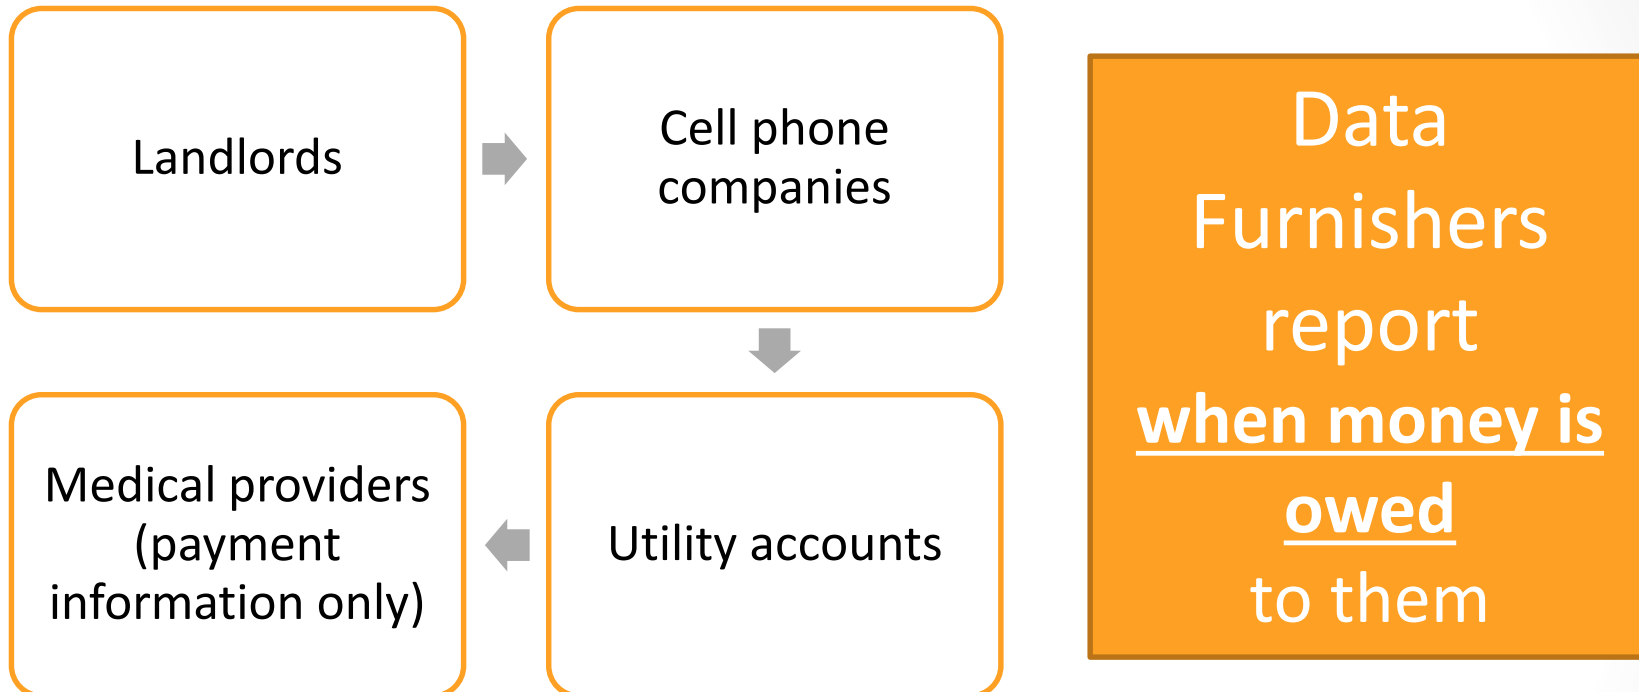 Landlords
Cell phone
companies
Utility accounts
Medical providers
(payment
information only)
Data
Furnishers
report
when money is
owed
to them